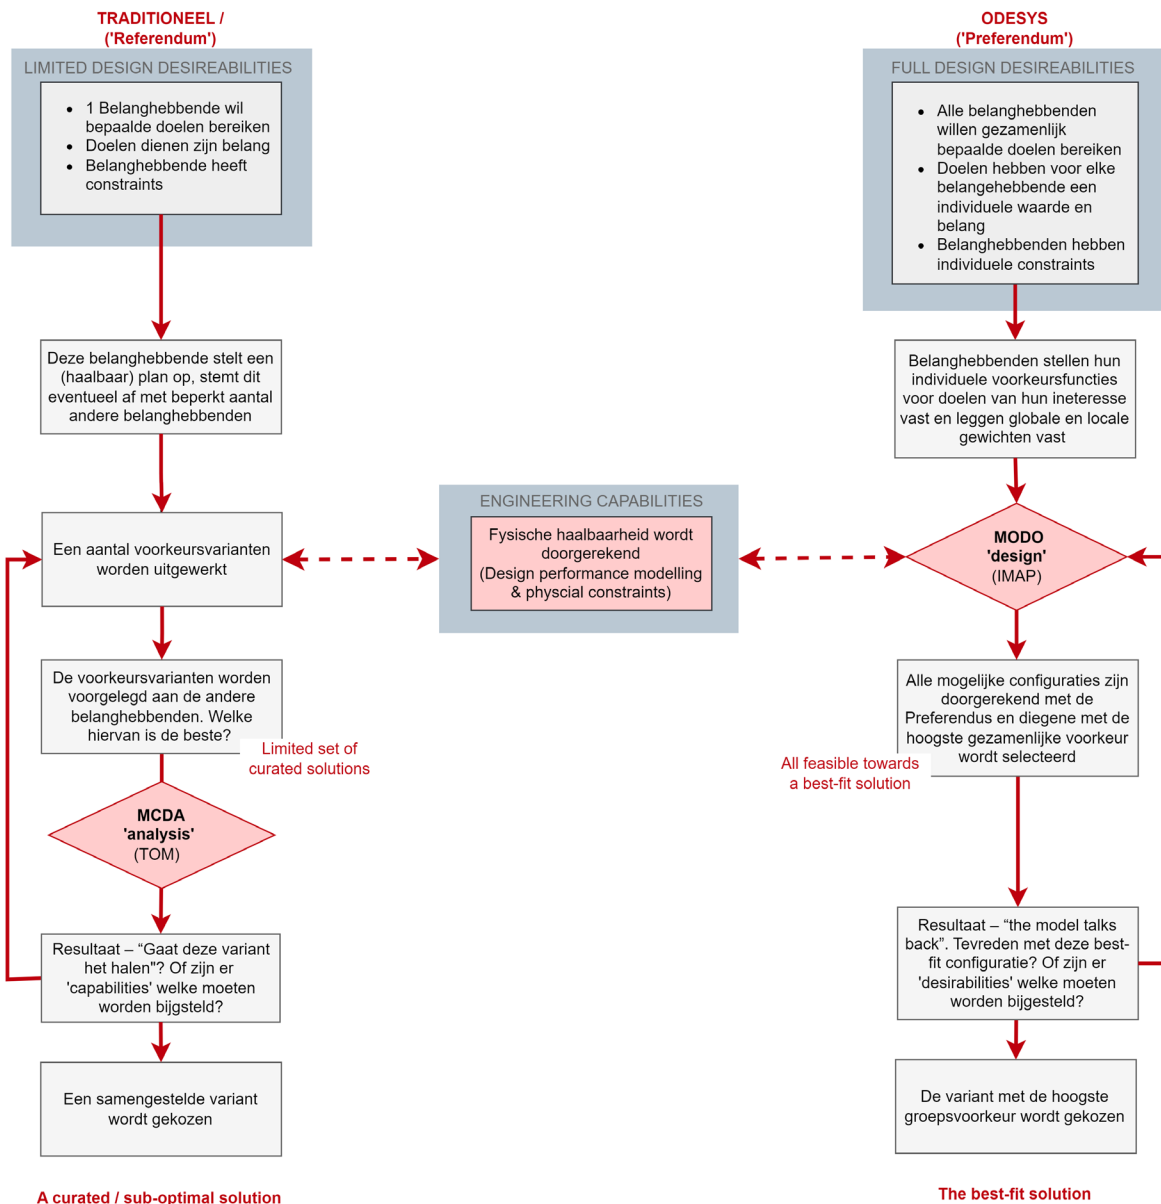 TRADITIONEEL /
('Referendum')
LIMITED DESIGN DESIREABILITIES
• 1 Belanghebbende wil
bepaalde doelen bereiken
• Doelen dienen zijn belang
• Belanghebbende heeft
constraints
Deze belanghebbende stelt een
(haalbaar) plan op, stemt dit
eventueel af met beperkt aantal
andere belanghebbenden
Een aantal voorkeursvarianten
worden uitgewerkt
De voorkeursvarianten worden
voorgelegd aan de andere
belanghebbenden. Welke
hiervan is de beste?
Limited set of
curated solutions
MCDA
'analysis'
(TOM)
Resultaat – “Gaat deze variant
het halen"? Of zijn er
'capabilities' welke moeten
worden bijgsteld?
Een samengestelde variant
wordt gekozen
A curated / sub-optimal solution
ENGINEERING CAPABILITIES
Fysische haalbaarheid wordt
doorgerekend
(Design performance modelling
& physcial constraints)
ODESYS
('Preferendum')
FULL DESIGN DESIREABILITIES
• Alle belanghebbenden
willen gezamenlijk
bepaalde doelen bereiken
• Doelen hebben voor elke
belangehebbende een
individuele waarde en
belang
• Belanghebbenden hebben
individuele constraints
Belanghebbenden stellen hun
individuele voorkeursfuncties
voor doelen van hun ineteresse
vast en leggen globale en locale
gewichten vast
MODO
'design'
(IMAP)
Alle mogelijke configuraties zijn
doorgerekend met de
Preferendus en diegene met de
hoogste gezamenlijke voorkeur
wordt selecteerd
All feasible towards
a best-fit solution
Resultaat – “the model talks
back”. Tevreden met deze best-
fit configuratie? Of zijn er
'desirabilities' welke moeten
worden bijgesteld?
De variant met de hoogste
groepsvoorkeur wordt gekozen
The best-fit solution